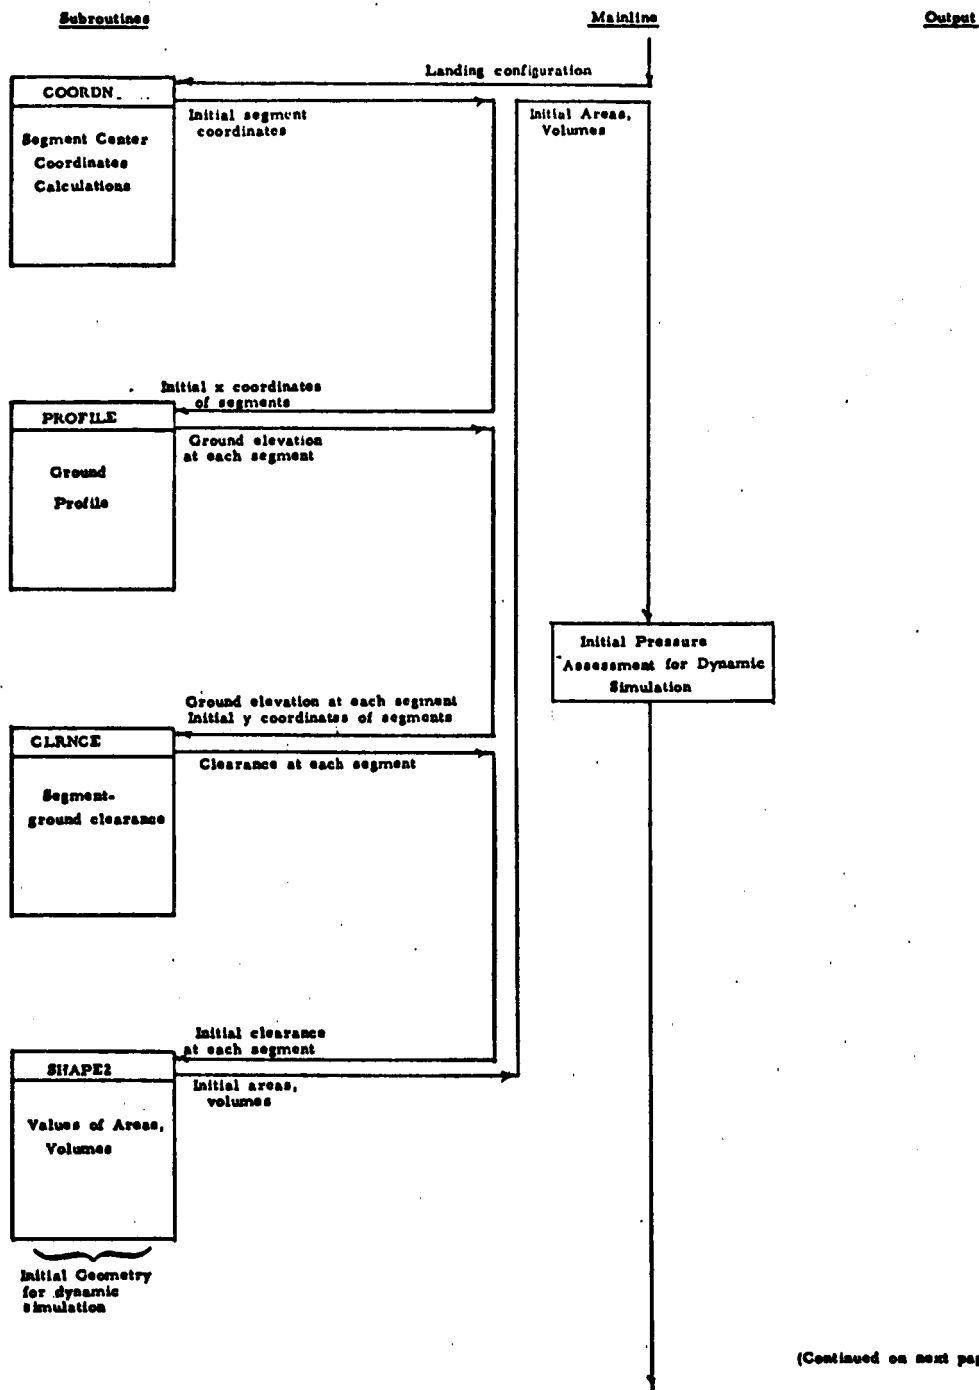 Subroutines
Mainline
Output
Landing configuration
COORDN
Initial segment
coordinates
Initial Areas,
Volumes
Segment Center
Coordinates
Calculations
Initial x coordinates
of segments
PROFILE
Ground elevation
at each segment
Ground
Profile
Initial Pressure
Assessment for Dynamic
Simulation
Ground elevation at each segment
Initial y coordinates of segments
CLRNCE
Clearance at each segment
Segment-
ground clearance
Initial clearance
at each segment
SHAPE2
Initial areas,
volumes
Values of Areas,
Volumes
Initial Geometry
for dynamic
simulation
(Continued on next pag